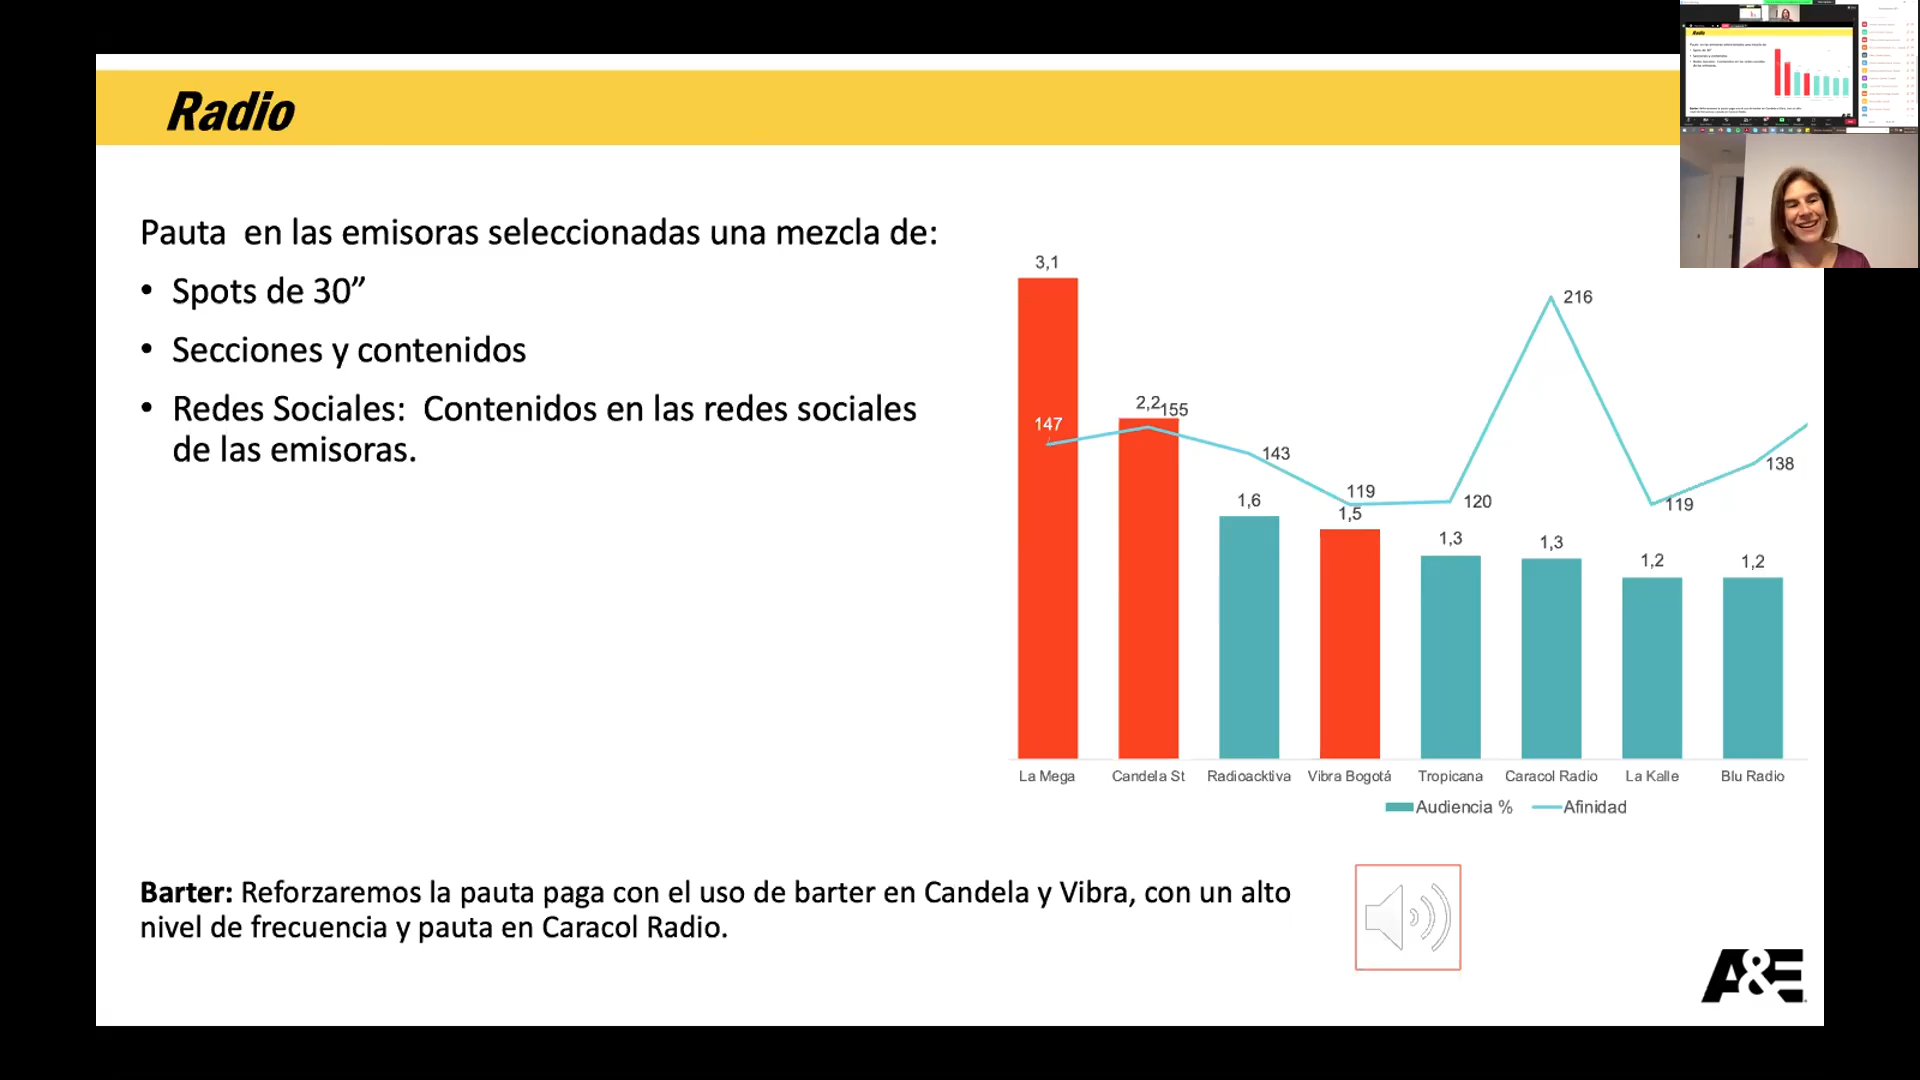 Radio
Pauta en las emisoras seleccionadas una mezcla de:
• Spots de 30”
• Secciones y contenidos
• Redes Sociales: Contenidos en las redes sociales
de las emisoras.
3,1
2,2
1,6
1,5
1,3
1,3
1,2
1,2
147
155
143
119
120
216
119
138
La Mega
Candela St
Radioacktiva
Vibra Bogotá
Tropicana
Caracol Radio
La Kalle
Blu Radio
Audiencia %
Afinidad
Barter: Reforzaremos la pauta paga con el uso de barter en Candela y Vibra, con un alto
nivel de frecuencia y pauta en Caracol Radio.
A&E